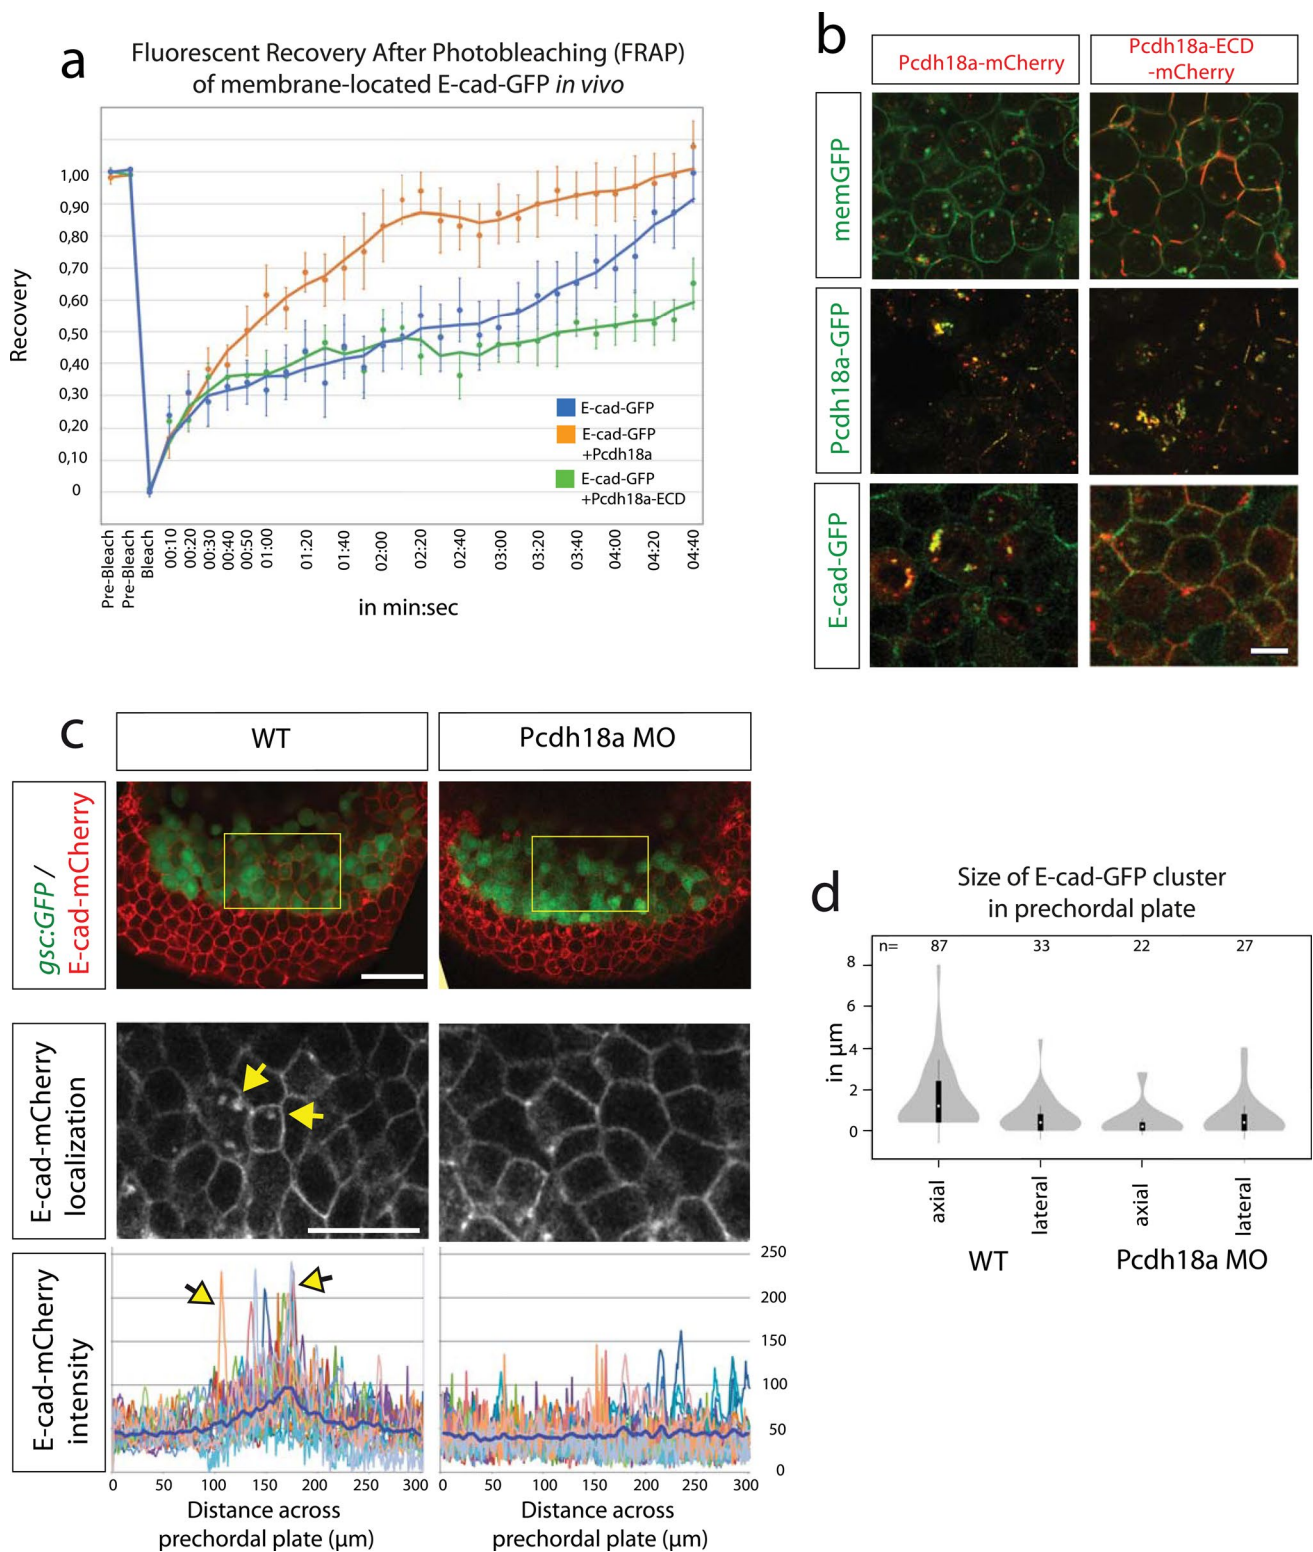 a
Fluorescent Recovery After Photobleaching (FRAP)
of membrane-located E-cad-GFP in vivo
Recovery
1,00
0,90
0,80
0,70
0,60
0,50
0,40
0,30
0,20
0,10
0
E-cad-GFP
E-cad-GFP
+Pcdh18a
E-cad-GFP
+Pcdh18a-ECD
Pre-Bleach
Pre-Bleach
Bleach
00:10
00:20
00:30
00:40
00:50
01:00
01:20
01:40
02:00
02:20
02:40
03:00
03:20
03:40
04:00
04:20
04:40
in min:sec
b
Pcdh18a-mCherry
Pcdh18a-ECD
-mCherry
memGFP
Pcdh18a-GFP
E-cad-GFP
c
WT
Pcdh18a MO
gsc:GFP /
E-cad-mCherry
E-cad-mCherry
localization
E-cad-mCherry
intensity
250
200
150
100
50
0
0 50 100 150 200 250 300
0 50 100 150 200 250 300
Distance across
prechordal plate (µm)
Distance across
prechordal plate (µm)
d
Size of E-cad-GFP cluster
in prechordal plate
n= 87 33 22 27
in µm
8
6
4
2
0
axial
lateral
axial
lateral
WT
Pcdh18a MO